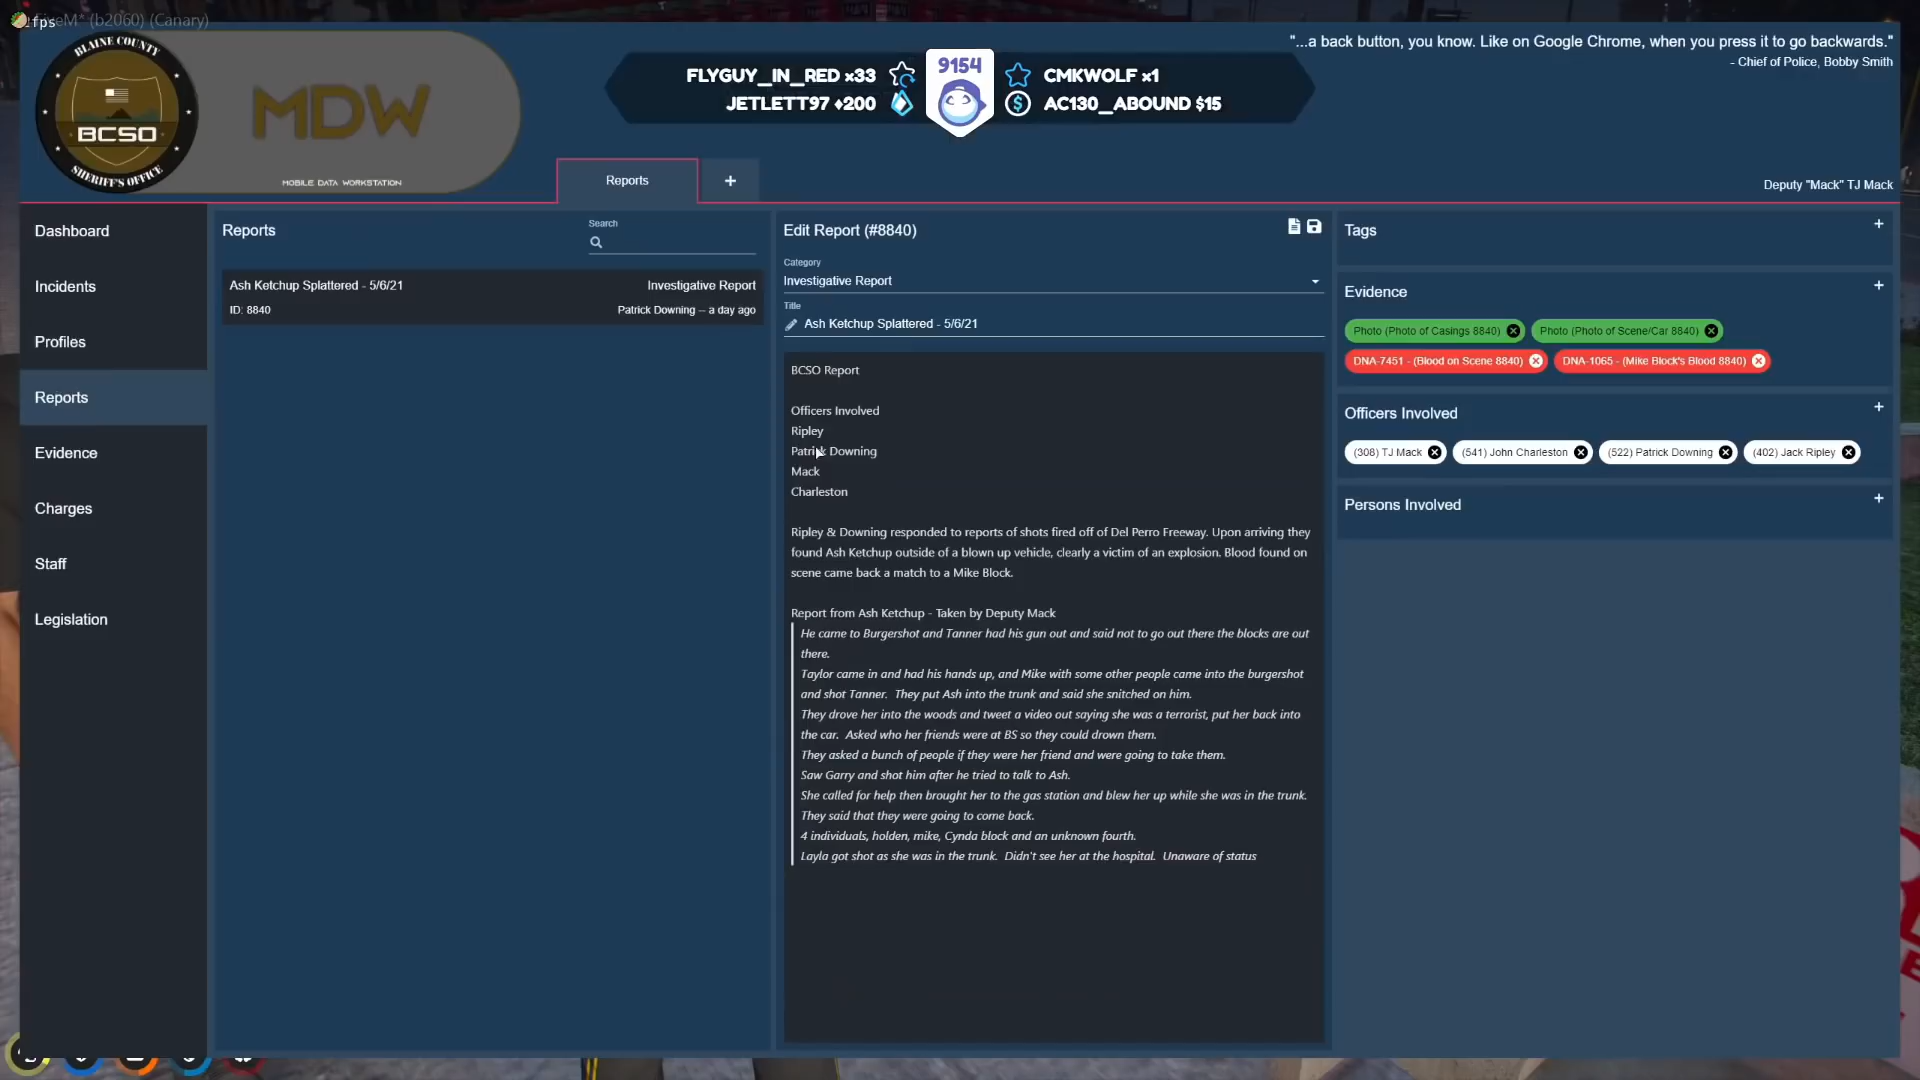 FiveM* (b2060) (Canary)
fps
BLAINE COUNTY
BCSO
SHERIFF'S OFFICE
MDW
MOBILE DATA WORKSTATION
FLYGUY_IN_RED x33
JETLETT97 +200
9154
CMKWOLF x1
AC130__ABOUND $15
"...a back button, you know. Like on Google Chrome, when you press it to go backwards."
- Chief of Police, Bobby Smith
Reports
+
Deputy "Mack" TJ Mack
Dashboard
Incidents
Profiles
Reports
Evidence
Charges
Staff
Legislation
Reports
Search
Ash Ketchup Splattered - 5/6/21
Investigative Report
ID: 8840
Patrick Downing – a day ago
Edit Report (#8840)
Category
Investigative Report
Title
Ash Ketchup Splattered - 5/6/21
BCSO Report
Officers Involved
Ripley
Patrick Downing
Mack
Charleston
Ripley & Downing responded to reports of shots fired off of Del Perro Freeway. Upon arriving they
found Ash Ketchup outside of a blown up vehicle, clearly a victim of an explosion. Blood found on
scene came back a match to a Mike Block.
Report from Ash Ketchup - Taken by Deputy Mack
He came to Burgershot and Tanner had his gun out and said not to go out there the blocks are out
there.
Taylor came in and had his hands up, and Mike with some other people came into the burgershot
and shot Tanner. They put Ash into the trunk and said she snitched on him.
They drove her into the woods and tweet a video out saying she was a terrorist, put her back into
the car. Asked who her friends were at BS so they could drown them.
They asked a bunch of people if they were her friend and were going to take them.
Saw Garry and shot him after he tried to talk to Ash.
She called for help then brought her to the gas station and blew her up while she was in the trunk.
They said that they were going to come back.
4 individuals, holden, mike, Cynda block and an unknown fourth.
Layla got shot as she was in the trunk. Didn't see her at the hospital. Unaware of status
Tags
+
Evidence
+
Photo (Photo of Casings 8840)
Photo (Photo of Scene/Car 8840)
DNA-7451 - (Blood on Scene 8840)
DNA-1065 - (Mike Block's Blood 8840)
Officers Involved
+
(308) TJ Mack
(541) John Charleston
(522) Patrick Downing
(402) Jack Ripley
Persons Involved
+